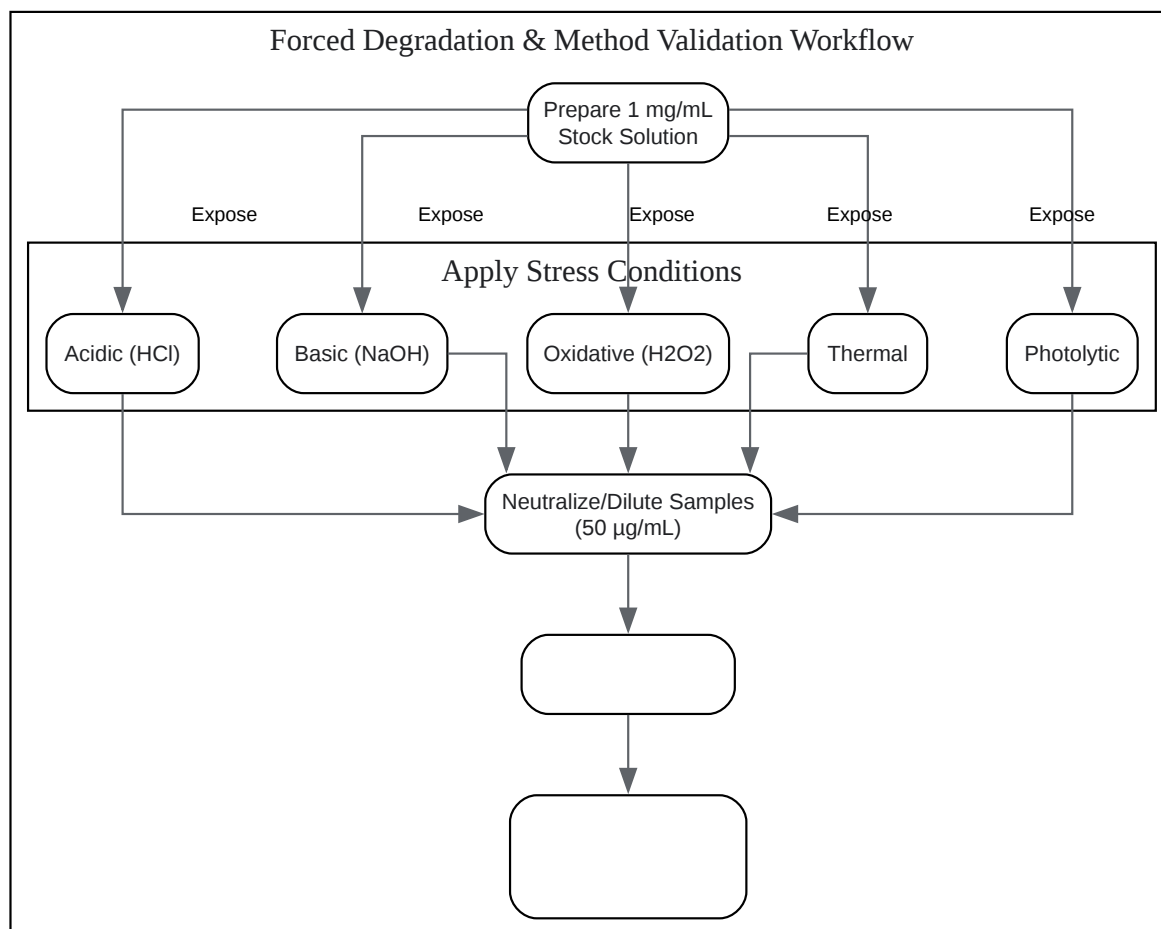 Forced Degradation & Method Validation Workflow
Prepare 1 mg/mL
Stock Solution
Expose
Expose
Expose
Expose
Expose
Apply Stress Conditions
Acidic (HCl)
Basic (NaOH)
Oxidative (H2O2)
Thermal
Photolytic
Neutralize/Dilute Samples
(50 µg/mL)